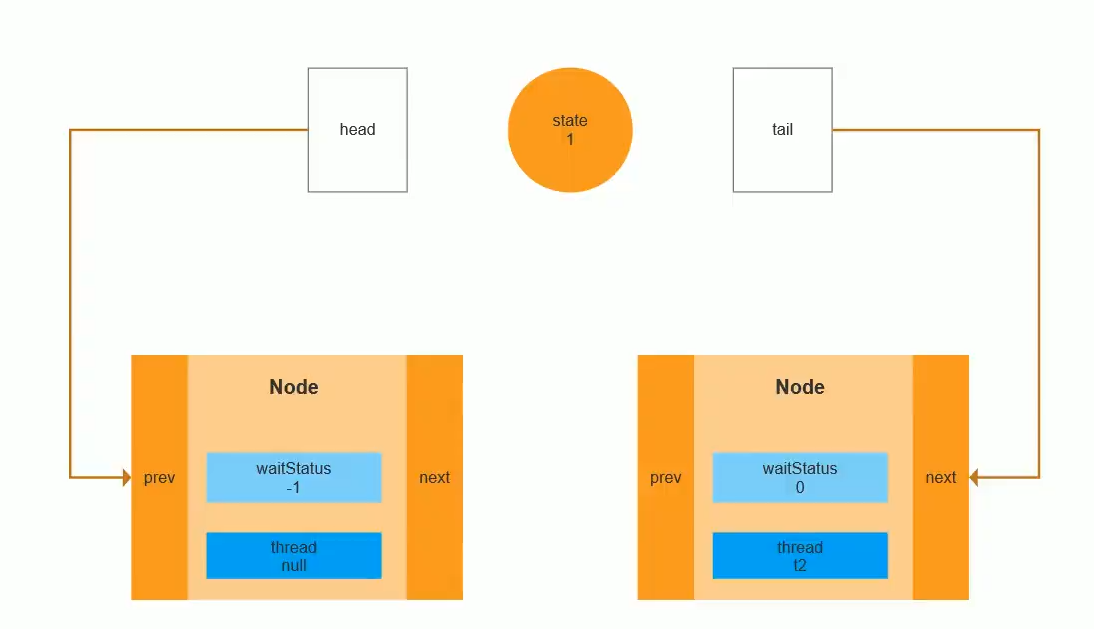 head
state
1
tail
Node
prev
waitStatus
-1
next
thread
null
Node
prev
waitStatus
0
next
thread
t2